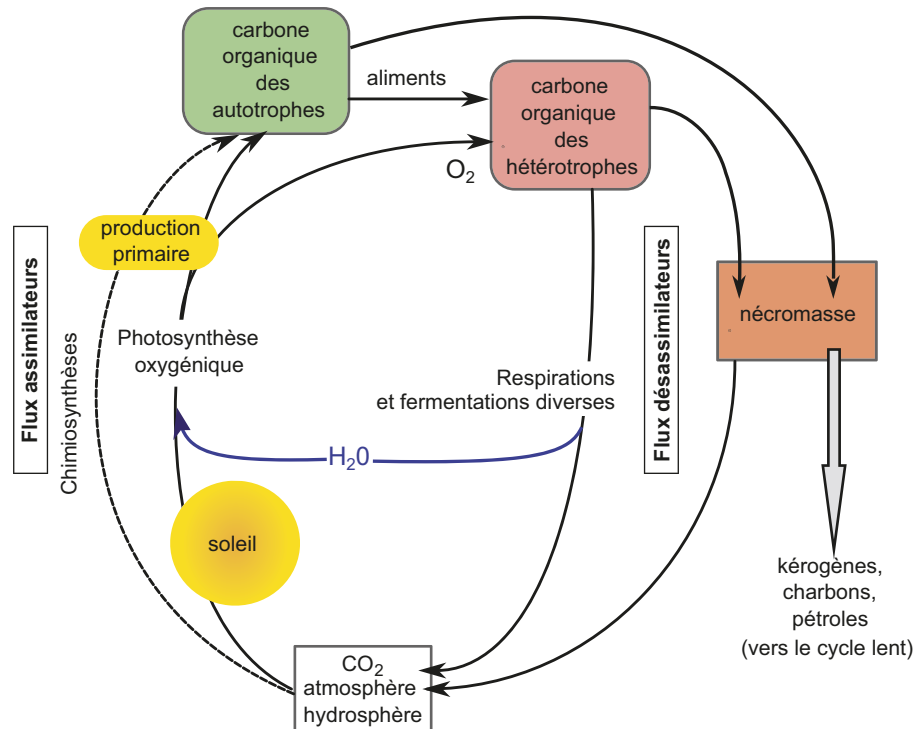 carbone
organique
des
autotrophes
aliments
carbone
organique
des
hétérotrophes
O2
production
primaire
Flux assimilateurs
Chimiosynthèses
Photosynthèse
oxygénique
Respirations
et fermentations diverses
Flux désassimilateurs
nécromasse
H20
soleil
kérogènes,
charbons,
pétroles
(vers le cycle lent)
CO2
atmosphère
hydrosphère